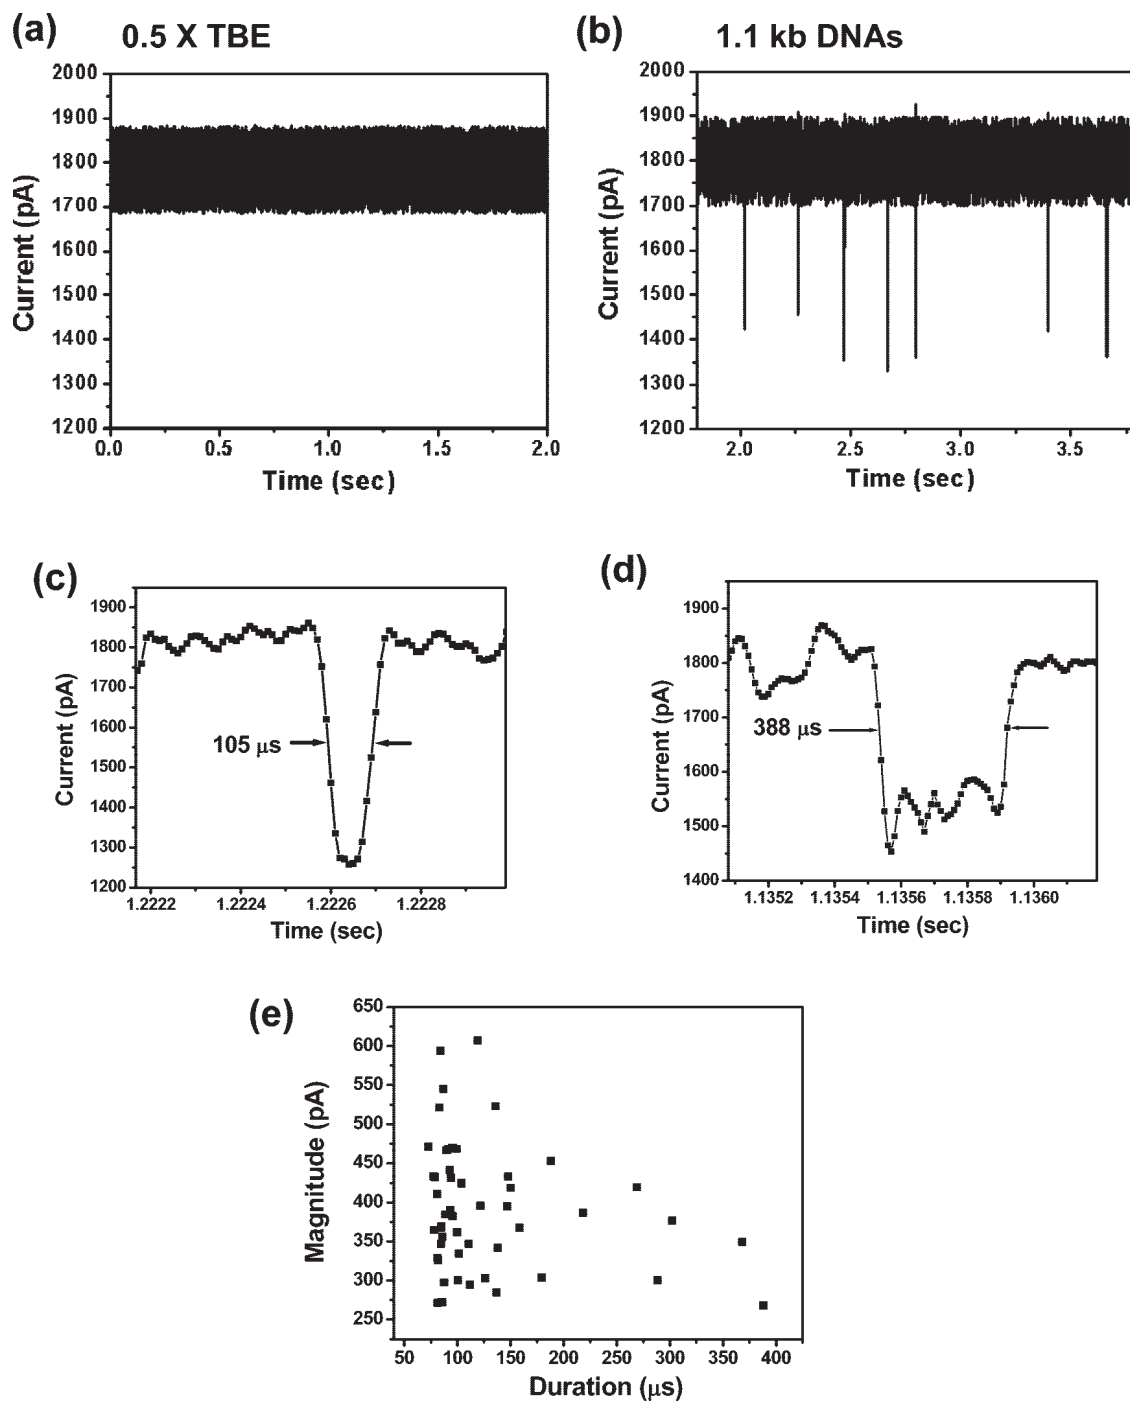 (a) 0.5 X TBE
2000
1900
1800
1700
1600
1500
1400
1300
1200
Current (pA)
0.0 0.5 1.0 1.5 2.0
Time (sec)
(b) 1.1 kb DNAs
2000
1900
1800
1700
1600
1500
1400
1300
1200
Current (pA)
2.0 2.5 3.0 3.5
Time (sec)
(c)
1900
1800
1700
1600
1500
1400
1300
1200
Current (pA)
105 μs
1.2222 1.2224 1.2226 1.2228
Time (sec)
(d)
1900
1800
1700
1600
1500
1400
Current (pA)
388 μs
1.1352 1.1354 1.1356 1.1358 1.1360
Time (sec)
(e)
650
600
550
500
450
400
350
300
250
Magnitude (pA)
50 100 150 200 250 300 350 400
Duration (μs)